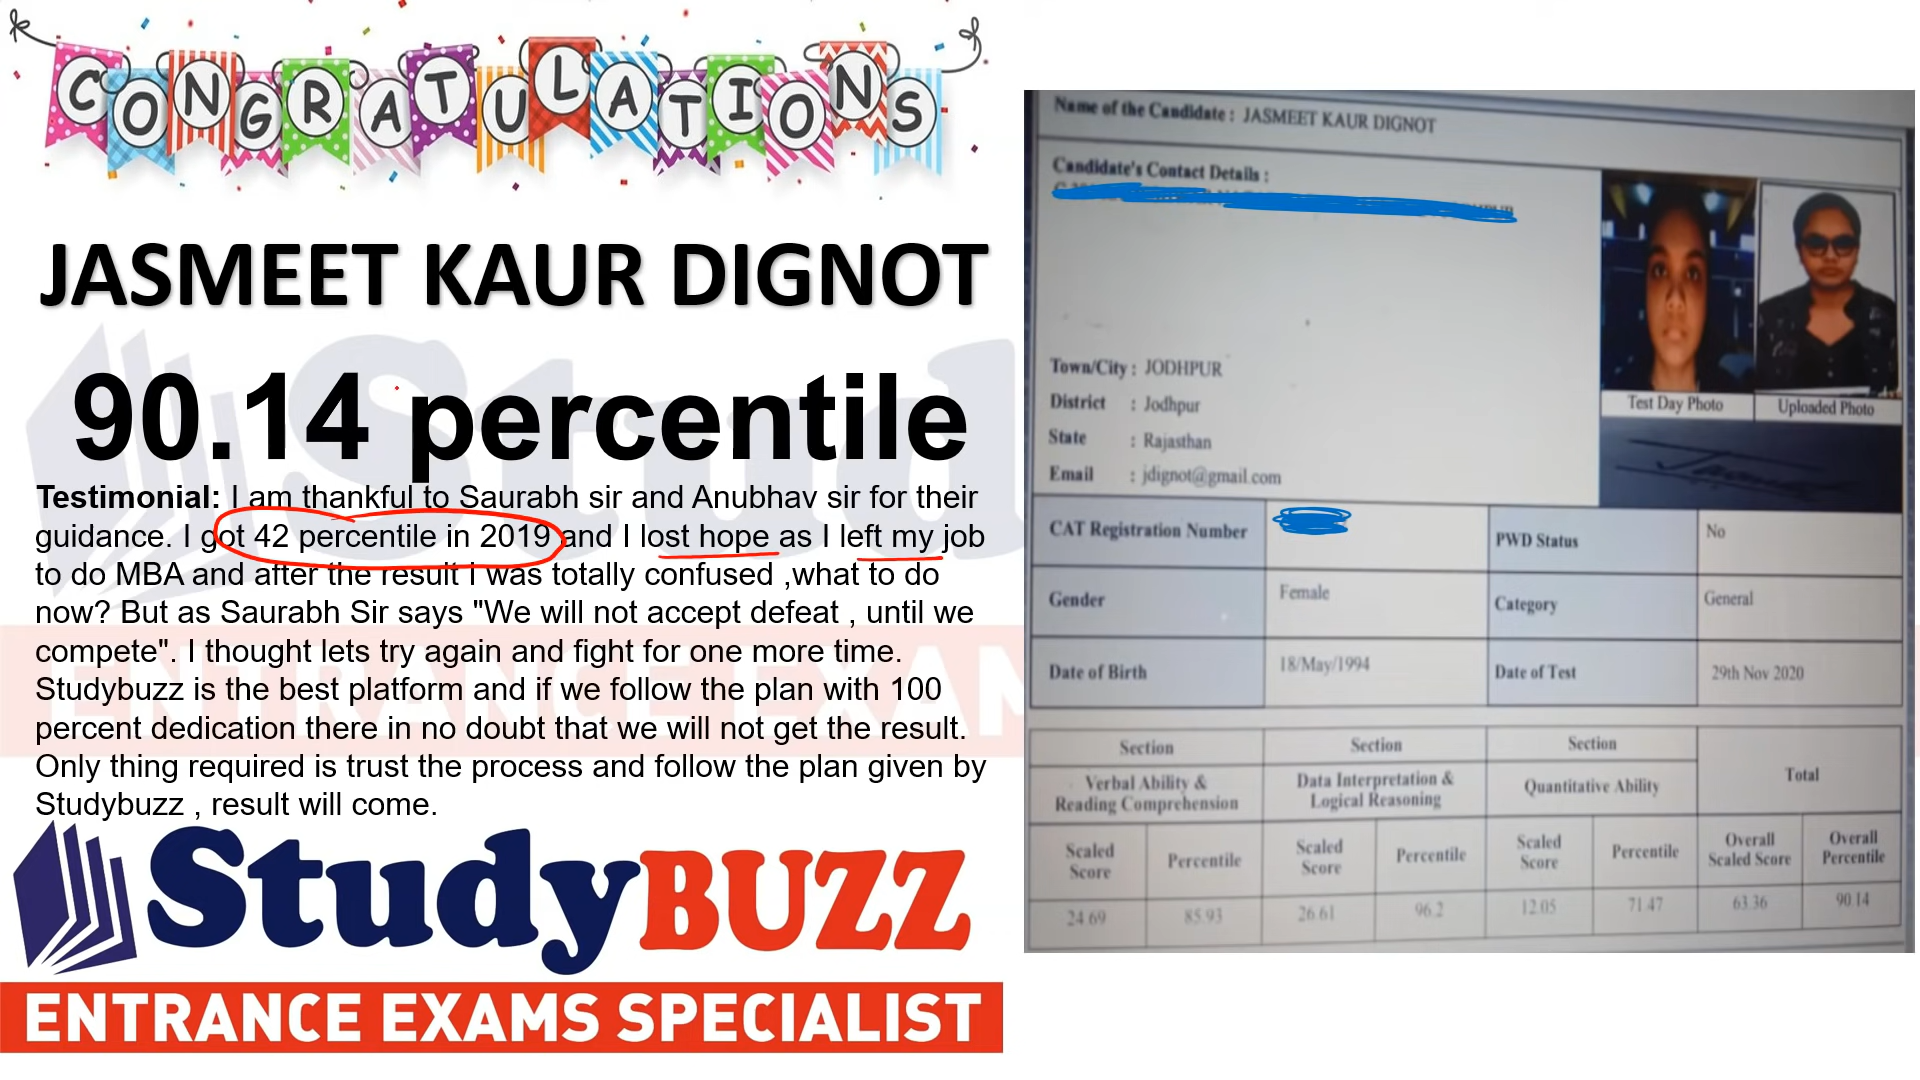 CONGRATULATIONS
JASMEET KAUR DIGNOT
90.14 percentile
Testimonial: I am thankful to Saurabh sir and Anubhav sir for their
guidance. I got 42 percentile in 2019 and I lost hope as I left my job
to do MBA and after the result I was totally confused ,what to do
now? But as Saurabh Sir says "We will not accept defeat , until we
compete". I thought lets try again and fight for one more time.
Studybuzz is the best platform and if we follow the plan with 100
percent dedication there in no doubt that we will not get the result.
Only thing required is trust the process and follow the plan given by
Studybuzz , result will come.
StudyBUZZ
ENTRANCE EXAMS SPECIALIST
Name of the Candidate : JASMEET KAUR DIGNOT
Candidate's Contact Details :
Town/City : JODHPUR
District : Jodhpur
State : Rajasthan
Email : jdignot@gmail.com
Test Day Photo Uploaded Photo
CAT Registration Number PWD Status No
Gender Female Category General
Date of Birth 18/May/1994 Date of Test 29th Nov 2020
Section Section Section Total
Verbal Ability & Reading Comprehension Data Interpretation & Logical Reasoning Quantitative Ability
Scaled Score Percentile Scaled Score Percentile Scaled Score Percentile Overall Scaled Score Overall Percentile
24.69 85.93 26.61 96.2 12.05 71.47 63.36 90.14